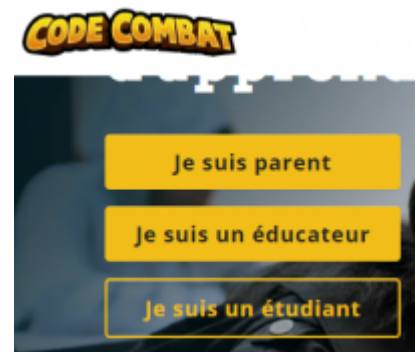 CODE COMBAT
Je suis parent
Je suis un éducateur
Je suis un étudiant